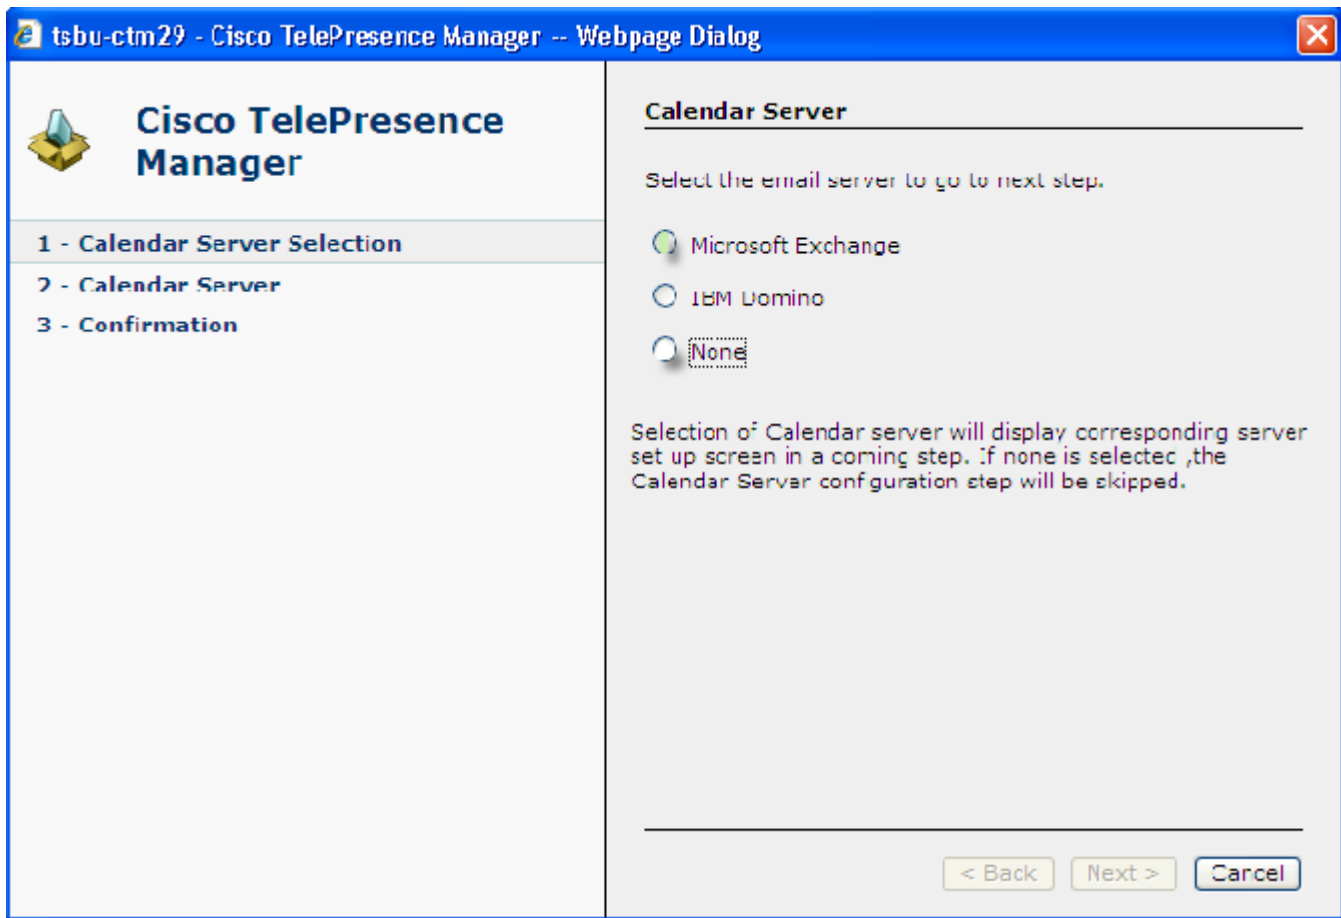 tsbu-ctm29 - Cisco TelePresence Manager -- Webpage Dialog
Cisco TelePresence
Manager
1 - Calendar Server Selection
2 - Calendar Server
3 - Confirmation
Calendar Server
Select the email server to go to next step.
Microsoft Exchange
IBM Domino
None
Selection of Calendar server will display corresponding server
set up screen in a coming step. If none is selected ,the
Calendar Server configuration step will be skipped.
< Back
Next >
Cancel